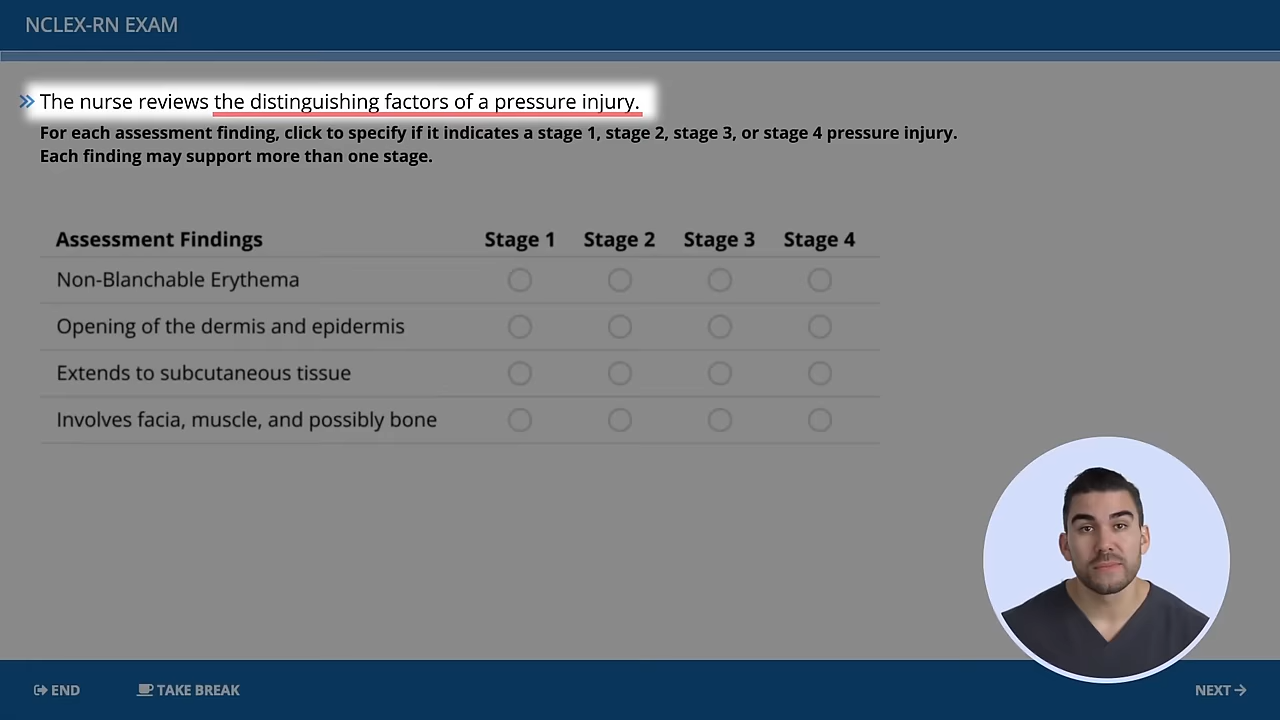 NCLEX-RN EXAM
The nurse reviews the distinguishing factors of a pressure injury.
For each assessment finding, click to specify if it indicates a stage 1, stage 2, stage 3, or stage 4 pressure injury.
Each finding may support more than one stage.
Assessment Findings Stage 1 Stage 2 Stage 3 Stage 4
Non-Blanchable Erythema
Opening of the dermis and epidermis
Extends to subcutaneous tissue
Involves facia, muscle, and possibly bone
END TAKE BREAK NEXT